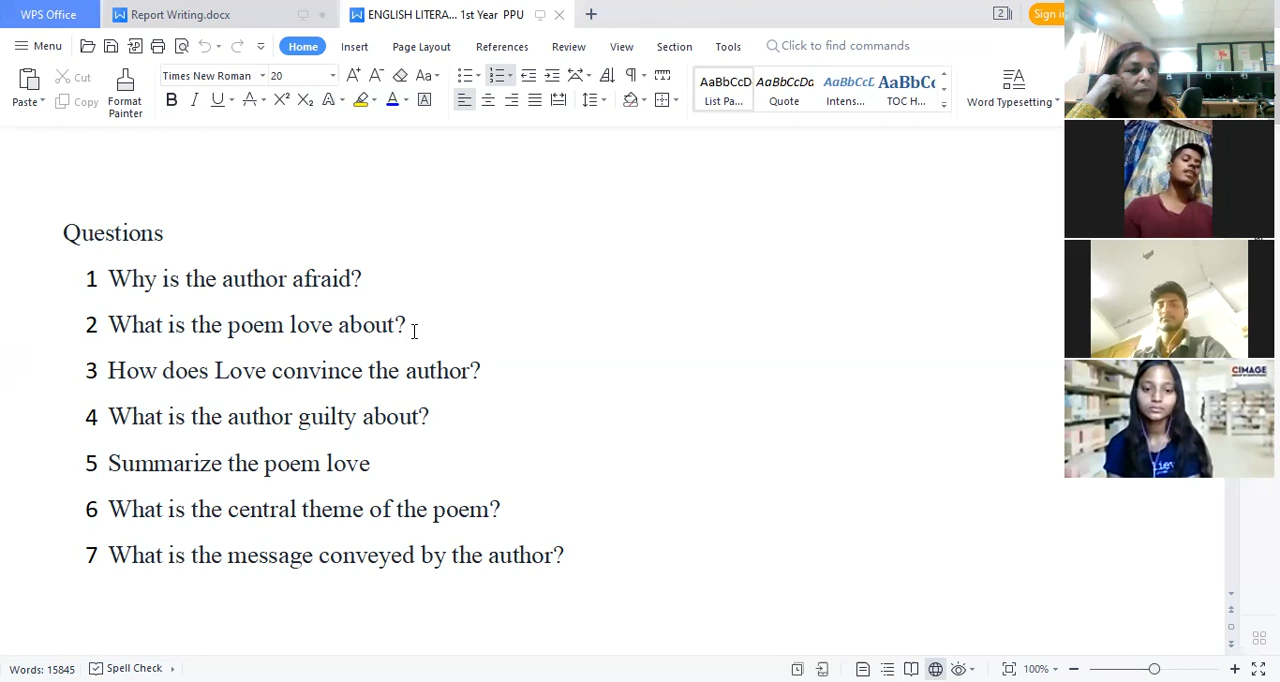 WPS Office
Report Writing.docx
ENGLISH LITERA... 1st Year PPU
2
Sign in
Menu
Home
Insert
Page Layout
References
Review
View
Section
Tools
Click to find commands
Paste
Cut
Copy
Format
Painter
Times New Roman
20
AaBbCcD
List Pa...
AaBbCcDc
Quote
AaBbCcD
Intens...
AaBbCc
TOC H...
Word Typesetting
Questions
1 Why is the author afraid?
2 What is the poem love about?
3 How does Love convince the author?
4 What is the author guilty about?
5 Summarize the poem love
6 What is the central theme of the poem?
7 What is the message conveyed by the author?
CIMAGE
Words: 15845
Spell Check
100%